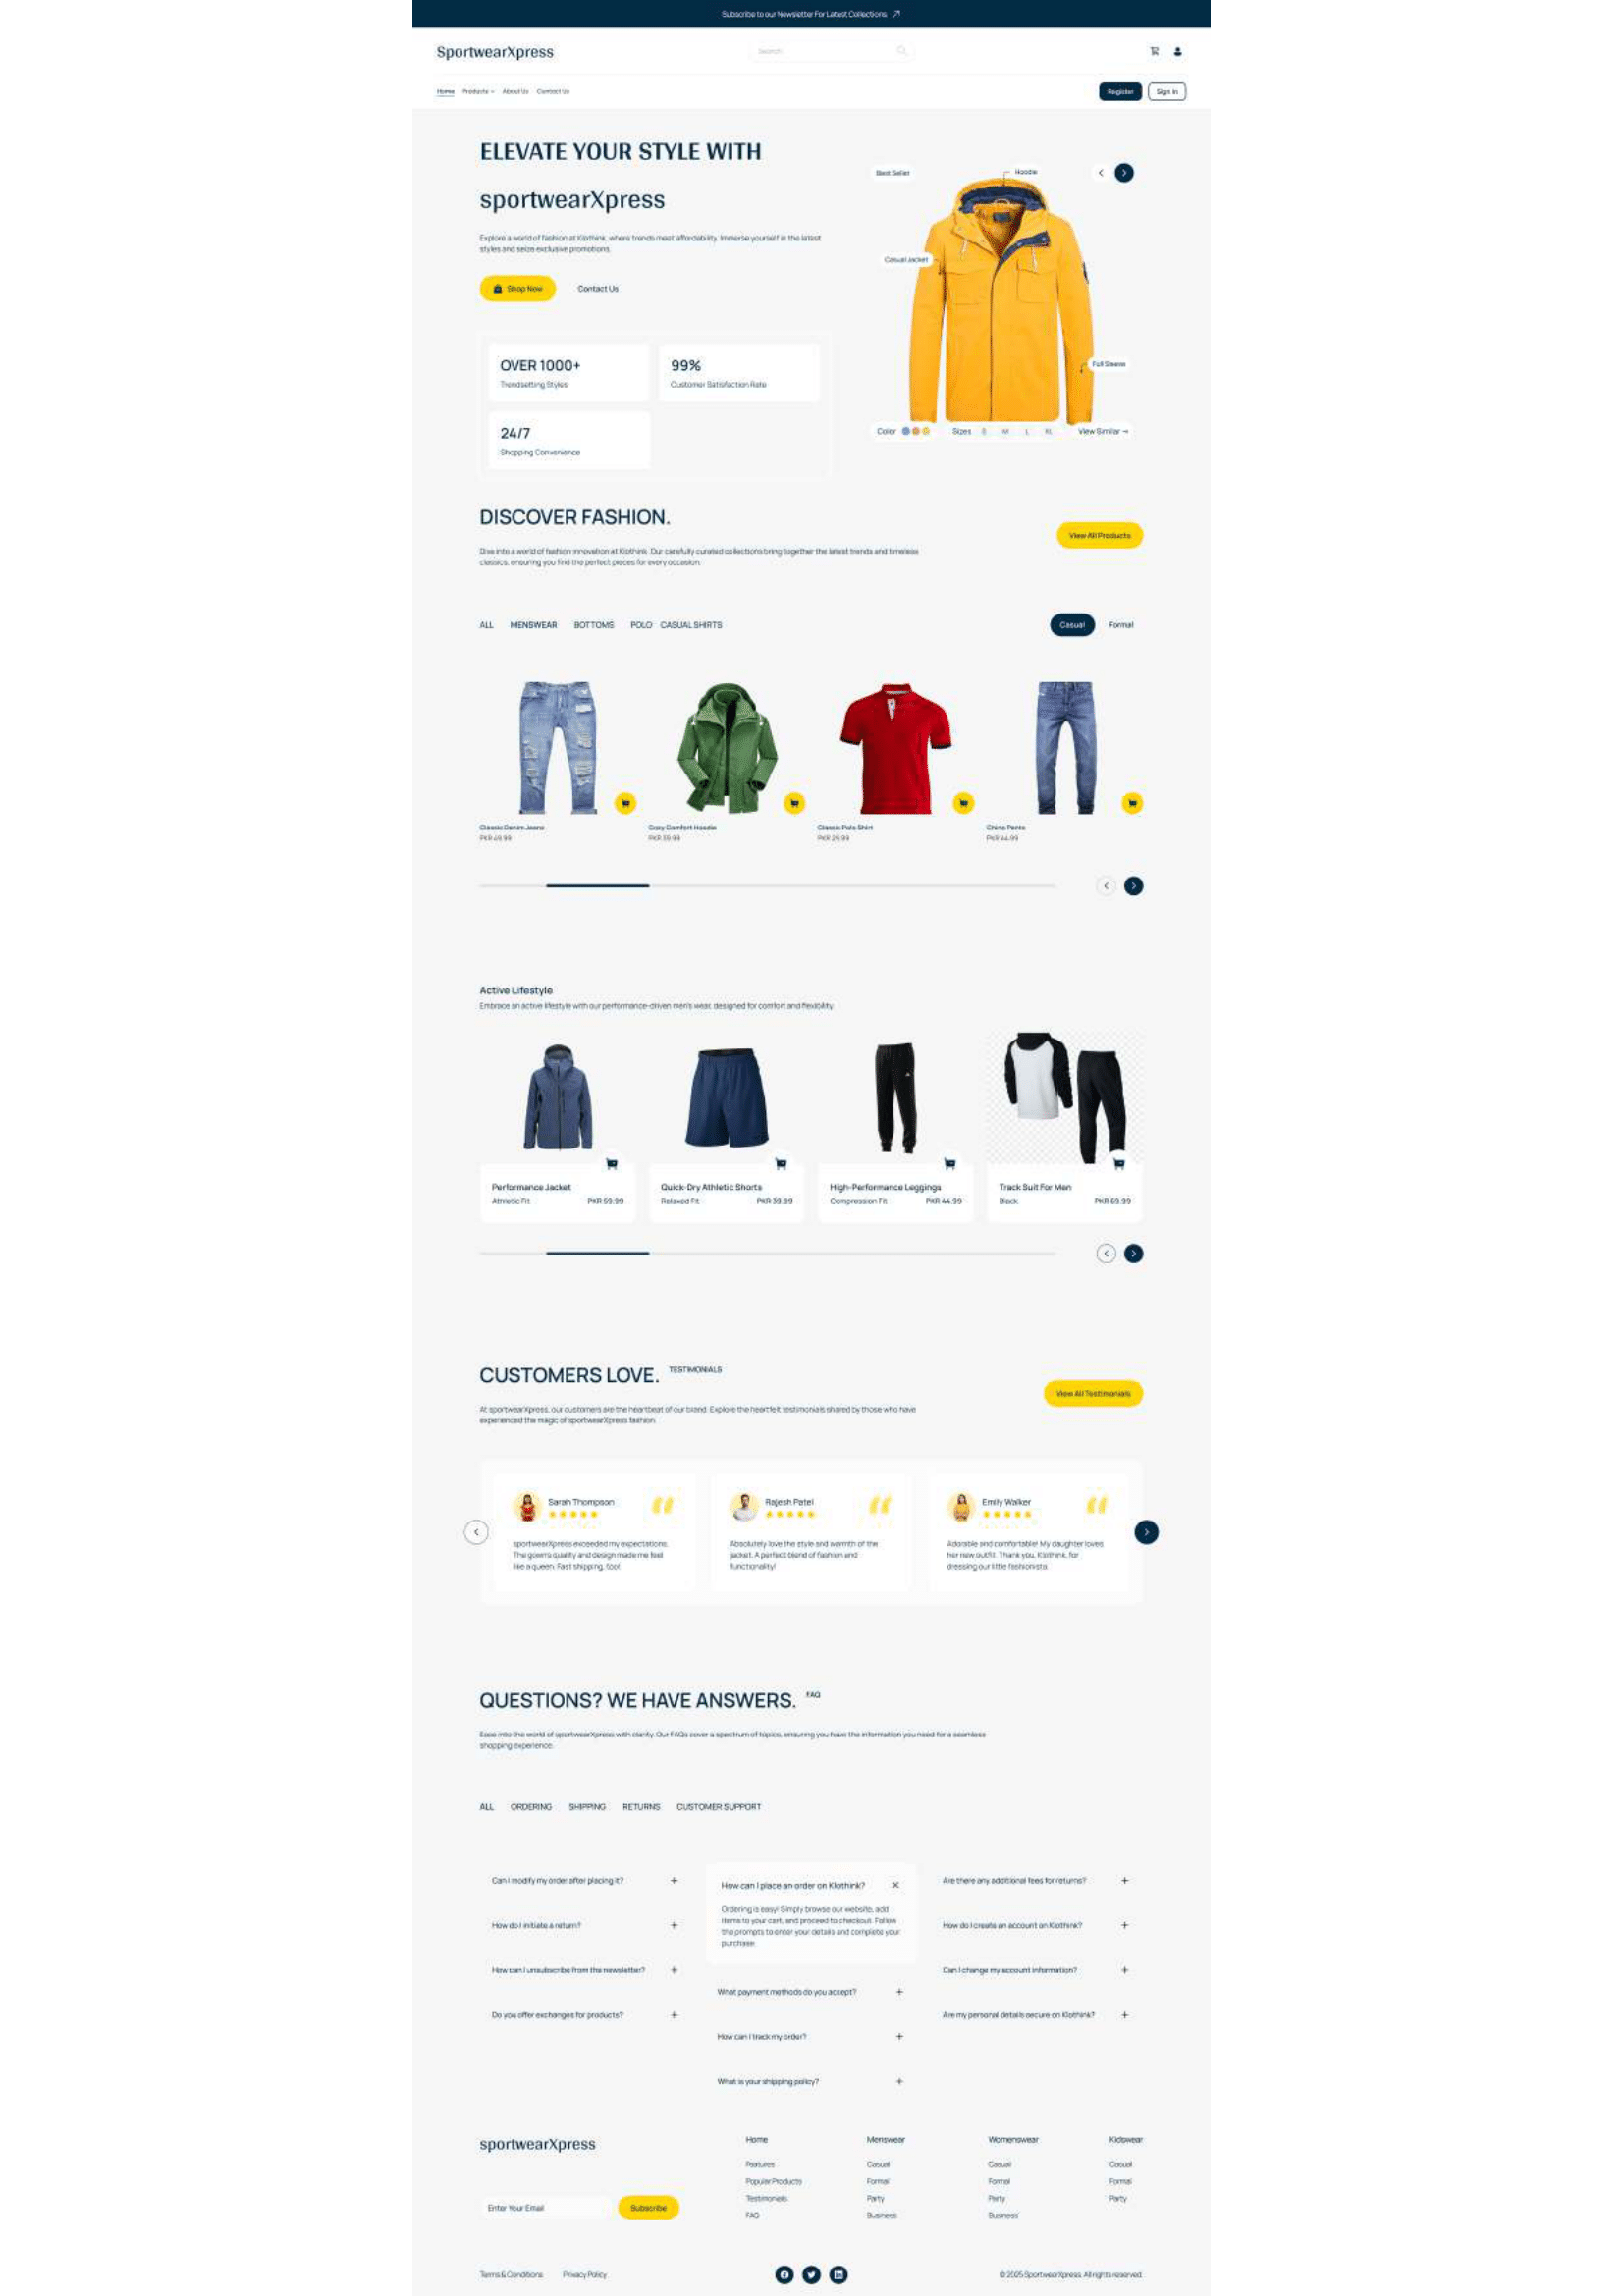 Subscribe to our Newsletter For Latest Collections
SportwearXpress
Search
Home Products About Us Contact Us
Register Sign In
ELEVATE YOUR STYLE WITH
sportwearXpress
Explore a world of fashion at Klothink, where trends meet affordability. Immerse yourself in the latest
styles and seize exclusive promotions.
Shop Now Contact Us
OVER 1000+
Trendsetting Styles
99%
Customer Satisfaction Rate
24/7
Shopping Convenience
Best Seller
Hoodie
Casual Jacket
Full Sleeve
Color Sizes S M L XL View Similar →
DISCOVER FASHION.
View All Products
Dive into a world of fashion innovation at Klothink. Our carefully curated collections bring together the latest trends and timeless
classics, ensuring you find the perfect pieces for every occasion.
ALL MENSWEAR BOTTOMS POLO CASUAL SHIRTS
Casual Formal
Classic Denim Jeans
PKR 49.99
Cozy Comfort Hoodie
PKR 59.99
Classic Polo Shirt
PKR 29.99
Chino Pants
PKR 44.99
Active Lifestyle
Embrace an active lifestyle with our performance-driven men's wear, designed for comfort and flexibility.
Performance Jacket
Athletic Fit PKR 59.99
Quick-Dry Athletic Shorts
Relaxed Fit PKR 39.99
High-Performance Leggings
Compression Fit PKR 44.99
Track Suit For Men
Black PKR 69.99
CUSTOMERS LOVE. TESTIMONIALS
View All Testimonials
At sportwearXpress, our customers are the heartbeat of our brand. Explore the heartfelt testimonials shared by those who have
experienced the magic of sportwearXpress fashion.
Sarah Thompson
sportwearXpress exceeded my expectations.
The gown's quality and design made me feel
like a queen. Fast shipping, too!
Rajesh Patel
Absolutely love the style and warmth of the
jacket. A perfect blend of fashion and
functionality!
Emily Walker
Adorable and comfortable! My daughter loves
her new outfit. Thank you, Klothink, for
dressing our little fashionista.
QUESTIONS? WE HAVE ANSWERS. FAQ
Ease into the world of sportwearXpress with clarity. Our FAQs cover a spectrum of topics, ensuring you have the information you need for a seamless
shopping experience.
ALL ORDERING SHIPPING RETURNS CUSTOMER SUPPORT
Can I modify my order after placing it?
How do I initiate a return?
How can I unsubscribe from the newsletter?
Do you offer exchanges for products?
How can I place an order on Klothink?
Ordering is easy! Simply browse our website, add
items to your cart, and proceed to checkout. Follow
the prompts to enter your details and complete your
purchase.
What payment methods do you accept?
How can I track my order?
What is your shipping policy?
Are there any additional fees for returns?
How do I create an account on Klothink?
Can I change my account information?
Are my personal details secure on Klothink?
sportwearXpress
Enter Your Email Subscribe
Home
Features
Popular Products
Testimonials
FAQ
Menswear
Casual
Formal
Party
Business
Womenswear
Casual
Formal
Party
Business
Kidswear
Casual
Formal
Party
Terms & Conditions Privacy Policy
© 2025 SportwearXpress. All rights reserved.